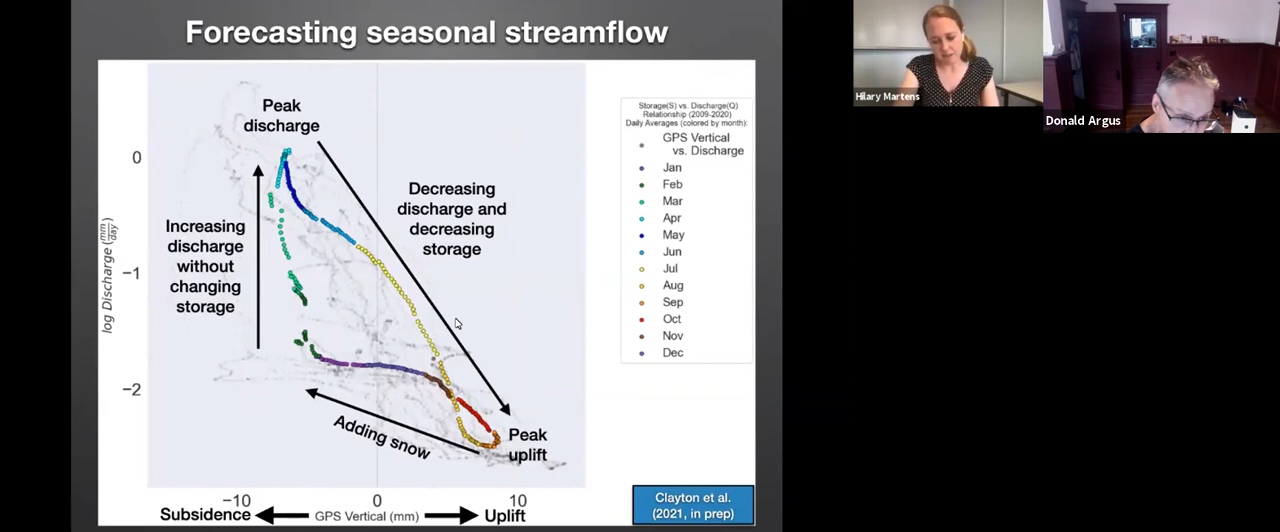 Forecasting seasonal streamflow
Peak
discharge
Increasing
discharge
without
changing
storage
Decreasing
discharge and
decreasing
storage
Adding snow
Peak
uplift
log Discharge (mm/day)
0
−1
−2
−10
0
10
Subsidence
GPS Vertical (mm)
Uplift
Storage(S) vs. Discharge(Q)
Relationship (2009-2020)
Daily Averages (colored by month):
GPS Vertical
vs. Discharge
Jan
Feb
Mar
Apr
May
Jun
Jul
Aug
Sep
Oct
Nov
Dec
Clayton et al.
(2021, in prep)
Hilary Martens
Donald Argus